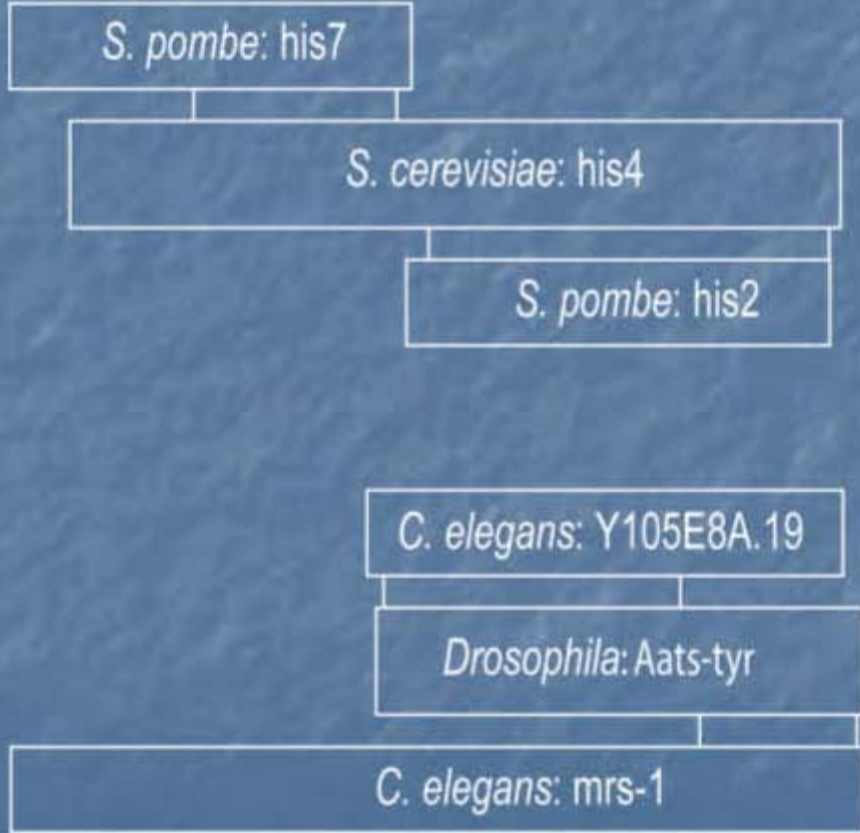 S. pombe: his7
S. cerevisiae: his4
S. pombe: his2
C. elegans: Y105E8A.19
Drosophila: Aats-tyr
C. elegans: mrs-1